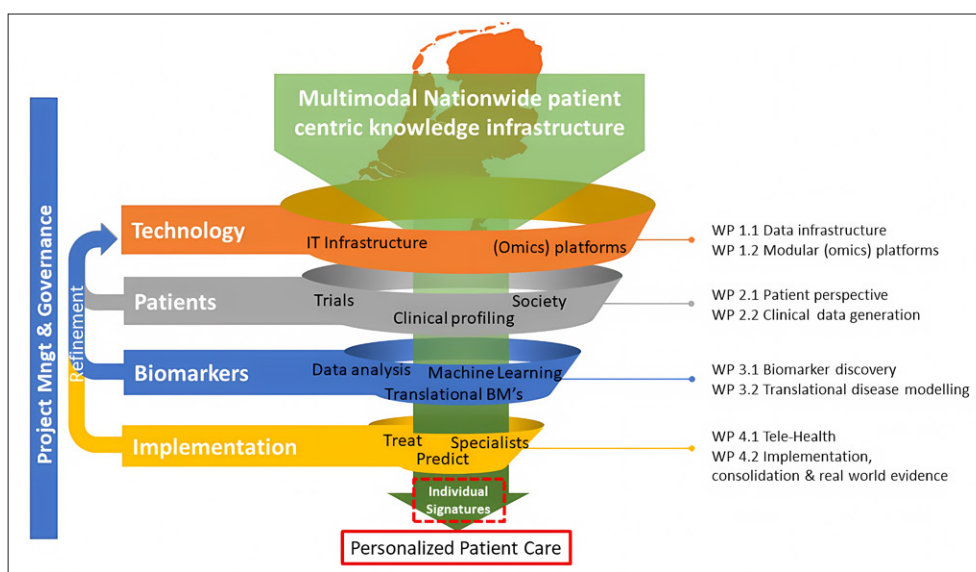 Multimodal Nationwide patient
centric knowledge infrastructure
Project Mngt & Governance
Refinement
Technology
IT Infrastructure
(Omics) platforms
WP 1.1 Data infrastructure
WP 1.2 Modular (omics) platforms
Patients
Trials
Society
Clinical profiling
WP 2.1 Patient perspective
WP 2.2 Clinical data generation
Biomarkers
Data analysis
Machine Learning
Translational BM's
WP 3.1 Biomarker discovery
WP 3.2 Translational disease modelling
Implementation
Treat
Specialists
Predict
WP 4.1 Tele-Health
WP 4.2 Implementation,
consolidation & real world evidence
Individual
Signatures
Personalized Patient Care